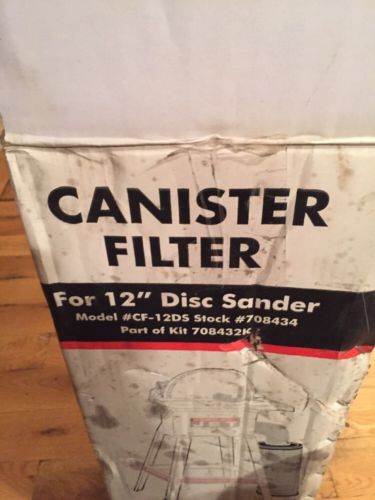 CANISTER
FILTER
For 12" Disc Sander
Model #CF-12DS Stock #708434
Part of Kit 708432K